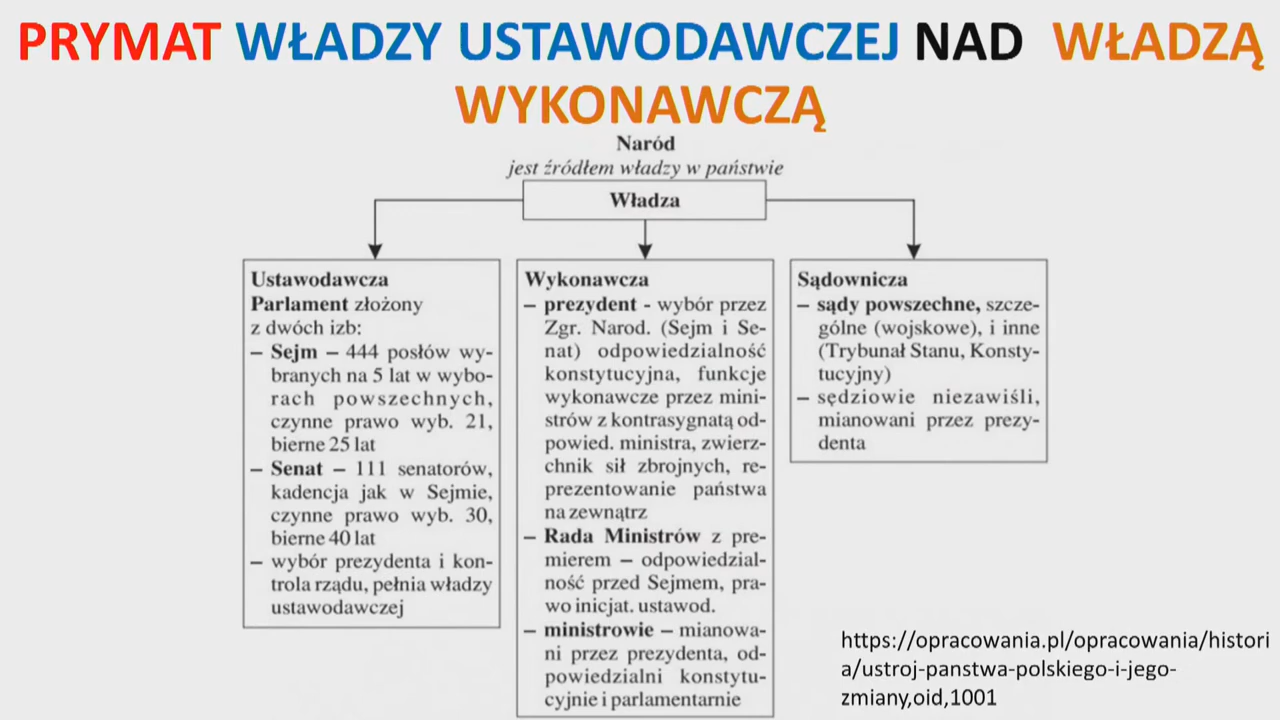 PRYMAT WŁADZY USTAWODAWCZEJ NAD WŁADZĄ
WYKONAWCZĄ
Naród
jest źródłem władzy w państwie
Władza
Ustawodawcza
Parlament złożony
z dwóch izb:
– Sejm – 444 posłów wy-
branych na 5 lat w wybo-
rach powszechnych,
czynne prawo wyb. 21,
bierne 25 lat
– Senat – 111 senatorów,
kadencja jak w Sejmie,
czynne prawo wyb. 30,
bierne 40 lat
– wybór prezydenta i kon-
trola rządu, pełnia władzy
ustawodawczej
Wykonawcza
– prezydent - wybór przez
Zgr. Narod. (Sejm i Se-
nat) odpowiedzialność
konstytucyjna, funkcje
wykonawcze przez mini-
strów z kontrasygnatą od-
powied. ministra, zwierz-
chnik sił zbrojnych, re-
prezentowanie państwa
na zewnątrz
– Rada Ministrów z pre-
mierem – odpowiedzial-
ność przed Sejmem, pra-
wo inicjat. ustawod.
– ministrowie – mianowa-
ni przez prezydenta, od-
powiedzialni konstytu-
cyjnie i parlamentarnie
Sądownicza
– sądy powszechne, szcze-
gólne (wojskowe), i inne
(Trybunał Stanu, Konsty-
tucyjny)
– sędziowie niezawiśli,
mianowani przez prezy-
denta
https://opracowania.pl/opracowania/histori
a/ustroj-panstwa-polskiego-i-jego-
zmiany,oid,1001